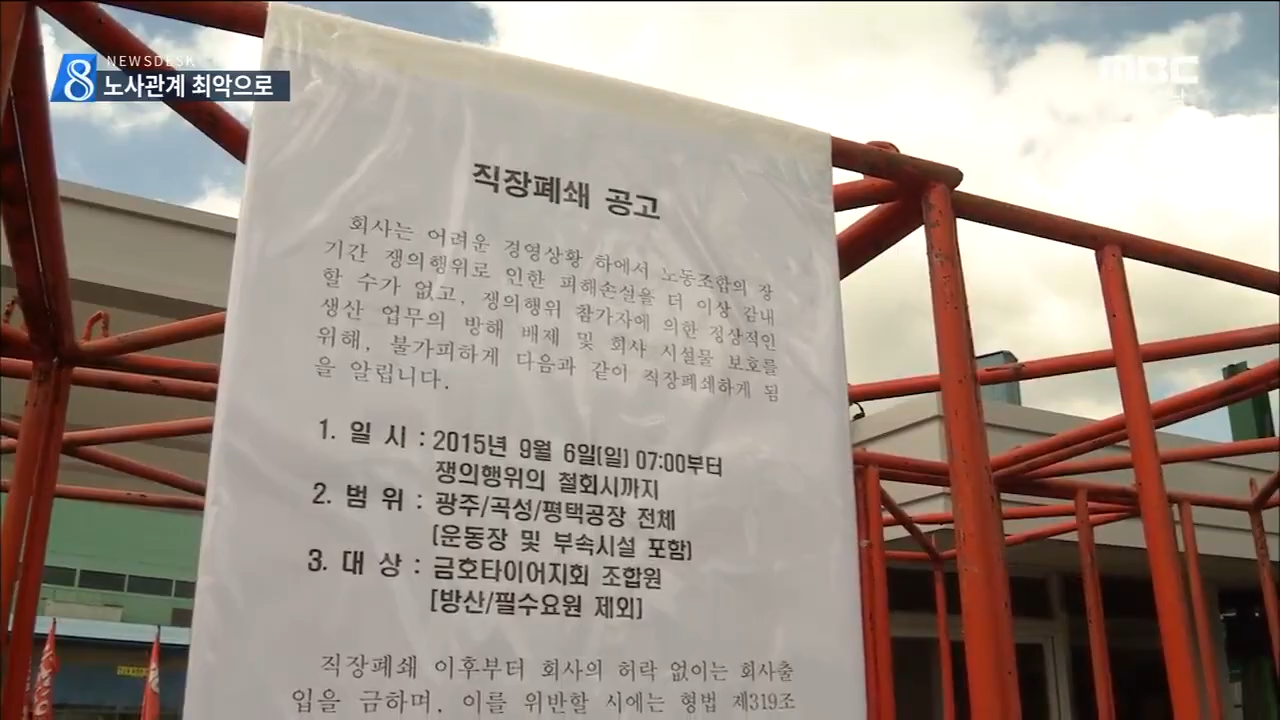 NEWSDESK
8 노사관계 최악으로
MBC
직장폐쇄 공고
회사는 어려운 경영상황 하에서 노동조합의 장
기간 쟁의행위로 인한 피해손실을 더 이상 감내
할 수가 없고, 쟁의행위 참가자에 의한 정상적인
생산 업무의 방해 배제 및 회사 시설물 보호를
위해, 불가피하게 다음과 같이 직장폐쇄하게 됨
을 알립니다.
1. 일 시 : 2015년 9월 6일(일) 07:00부터
쟁의행위의 철회시까지
2. 범 위 : 광주/곡성/평택공장 전체
(운동장 및 부속시설 포함)
3. 대 상 : 금호타이어지회 조합원
[방산/필수요원 제외]
직장폐쇄 이후부터 회사의 허락 없이는 회사출
입을 금하며, 이를 위반할 시에는 형법 제319조